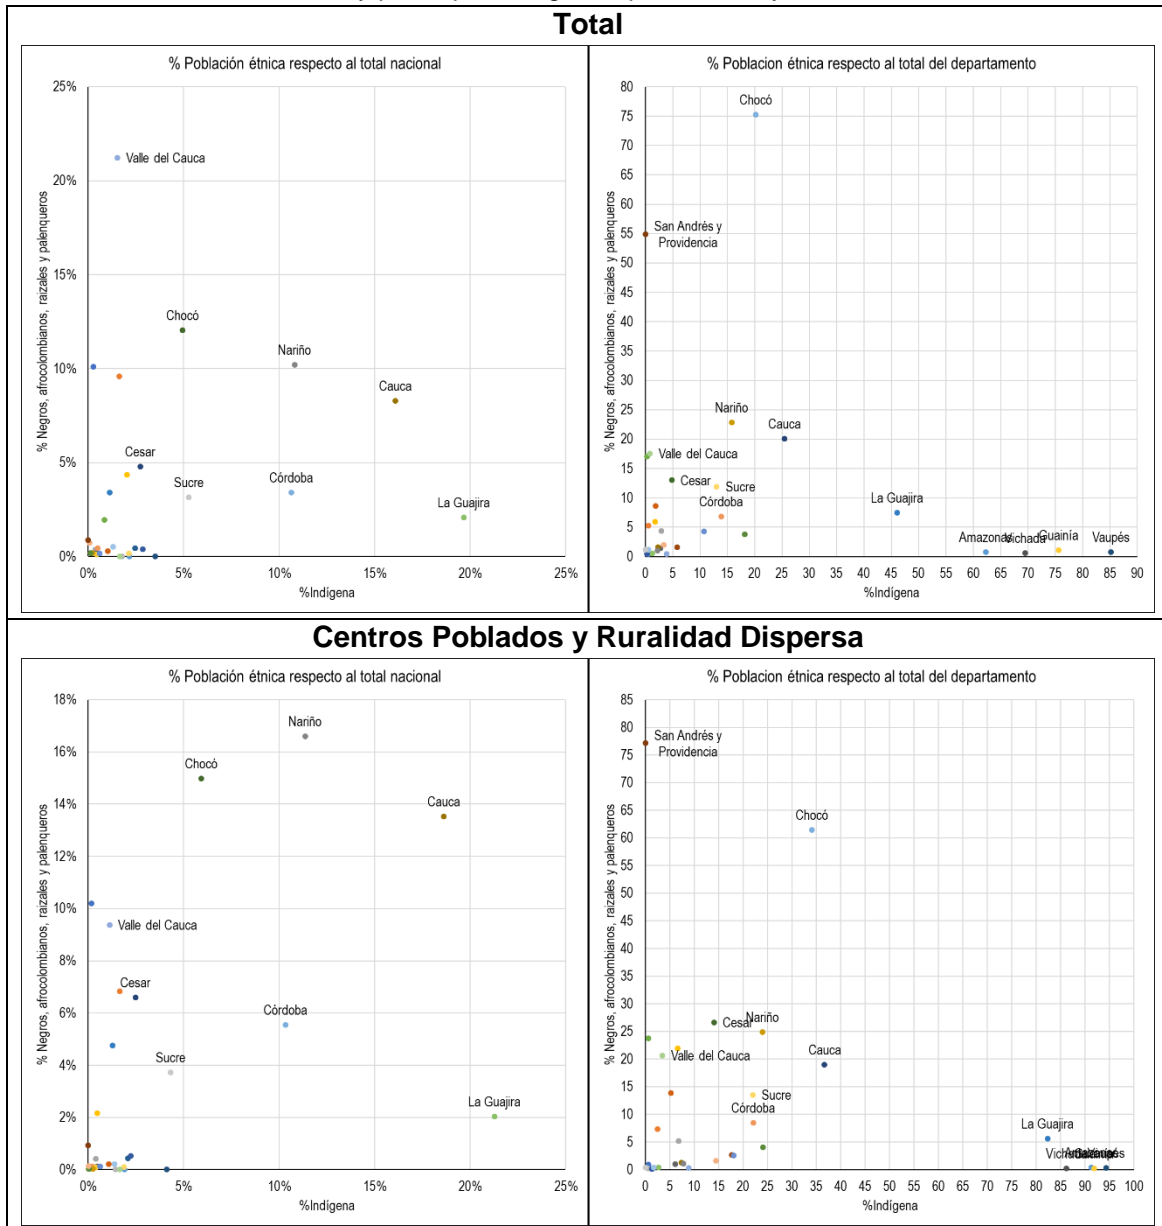 Total
% Población étnica respecto al total nacional
25%
20%
15%
10%
5%
0%
0%
5%
10%
15%
20%
25%
% Negros, afrocolombianos, raizales y palenqueros
%Indígena
Valle del Cauca
Chocó
Nariño
Cauca
Cesar
Sucre
Córdoba
La Guajira
% Poblacion étnica respecto al total del departamento
80
75
70
65
60
55
50
45
40
35
30
25
20
15
10
5
0
0
5
10
15
20
25
30
35
40
45
50
55
60
65
70
75
80
85
90
% Negros, afrocolombianos, raizales y palenqueros
%Indígena
Chocó
San Andrés y
Providencia
Nariño
Cauca
Valle del Cauca
Cesar
Sucre
Córdoba
La Guajira
Amazonas
Vichada
Guainía
Vaupés
Centros Poblados y Ruralidad Dispersa
% Población étnica respecto al total nacional
18%
16%
14%
12%
10%
8%
6%
4%
2%
0%
0%
5%
10%
15%
20%
25%
% Negros, afrocolombianos, raizales y palenqueros
%Indígena
Nariño
Chocó
Cauca
Valle del Cauca
Cesar
Córdoba
Sucre
La Guajira
% Poblacion étnica respecto al total del departamento
85
80
75
70
65
60
55
50
45
40
35
30
25
20
15
10
5
0
0
5
10
15
20
25
30
35
40
45
50
55
60
65
70
75
80
85
90
95
100
% Negros, afrocolombianos, raizales y palenqueros
%Indígena
San Andrés y
Providencia
Chocó
Nariño
Cesar
Valle del Cauca
Cauca
Sucre
Córdoba
La Guajira